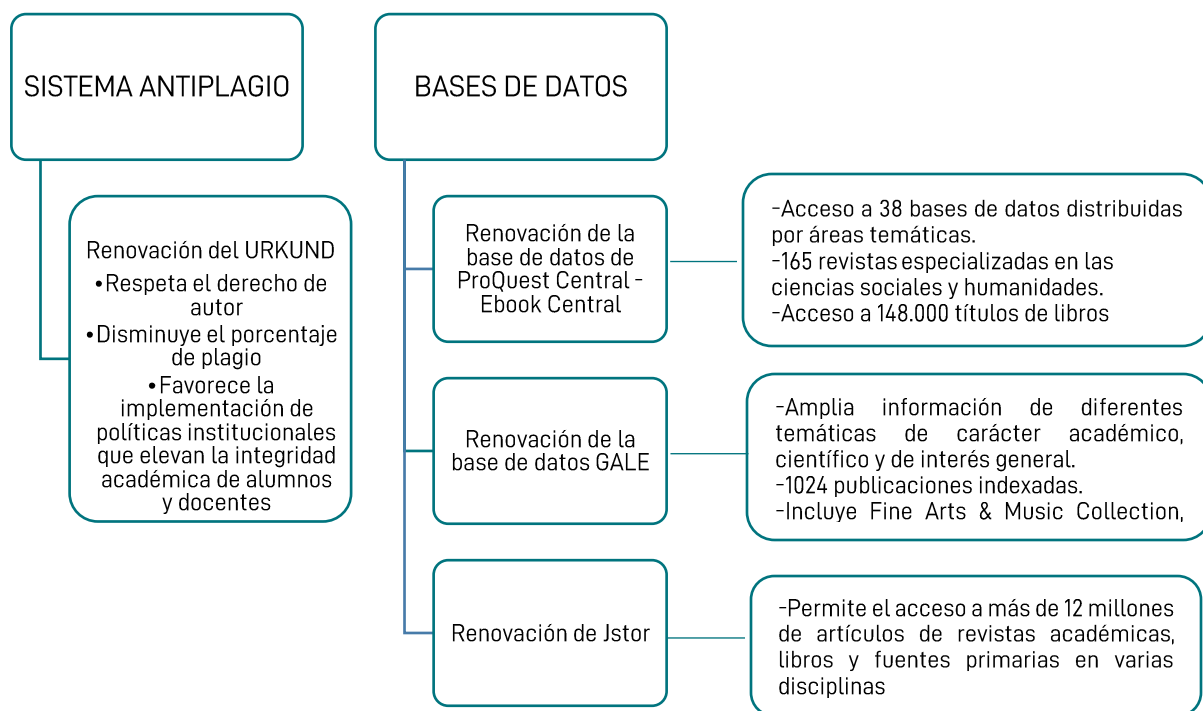 SISTEMA ANTIPLAGIO
Renovación del URKUND
•Respeta el derecho de
autor
•Disminuye el porcentaje
de plagio
•Favorece la
implementación de
políticas institucionales
que elevan la integridad
académica de alumnos
y docentes
BASES DE DATOS
Renovación de la
base de datos de
ProQuest Central -
Ebook Central
-Acceso a 38 bases de datos distribuidas
por áreas temáticas.
-165 revistas especializadas en las
ciencias sociales y humanidades.
-Acceso a 148.000 títulos de libros
Renovación de la
base de datos GALE
-Amplia información de diferentes
temáticas de carácter académico,
científico y de interés general.
-1024 publicaciones indexadas.
-Incluye Fine Arts & Music Collection,
Renovación de Jstor
-Permite el acceso a más de 12 millones
de artículos de revistas académicas,
libros y fuentes primarias en varias
disciplinas